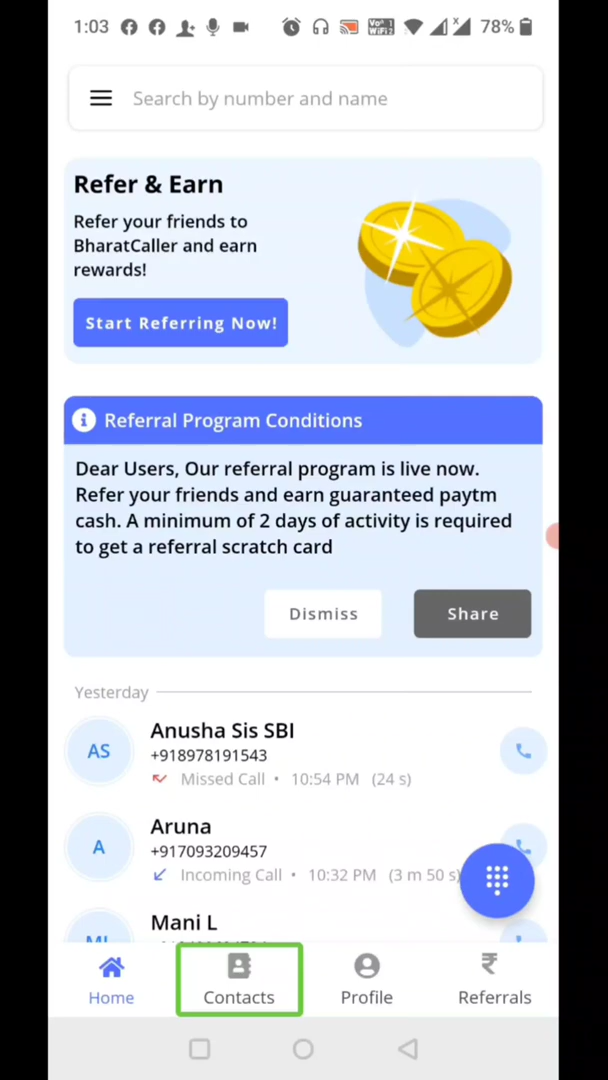 1:03
Vo 1
WiFi 2
x
78%
Search by number and name
Refer & Earn
Refer your friends to
BharatCaller and earn
rewards!
Start Referring Now!
Referral Program Conditions
Dear Users, Our referral program is live now.
Refer your friends and earn guaranteed paytm
cash. A minimum of 2 days of activity is required
to get a referral scratch card
Dismiss
Share
Yesterday
AS
Anusha Sis SBI
+918978191543
Missed Call • 10:54 PM (24 s)
A
Aruna
+917093209457
Incoming Call • 10:32 PM (3 m 50 s)
Mani L
Home
Contacts
Profile
Referrals